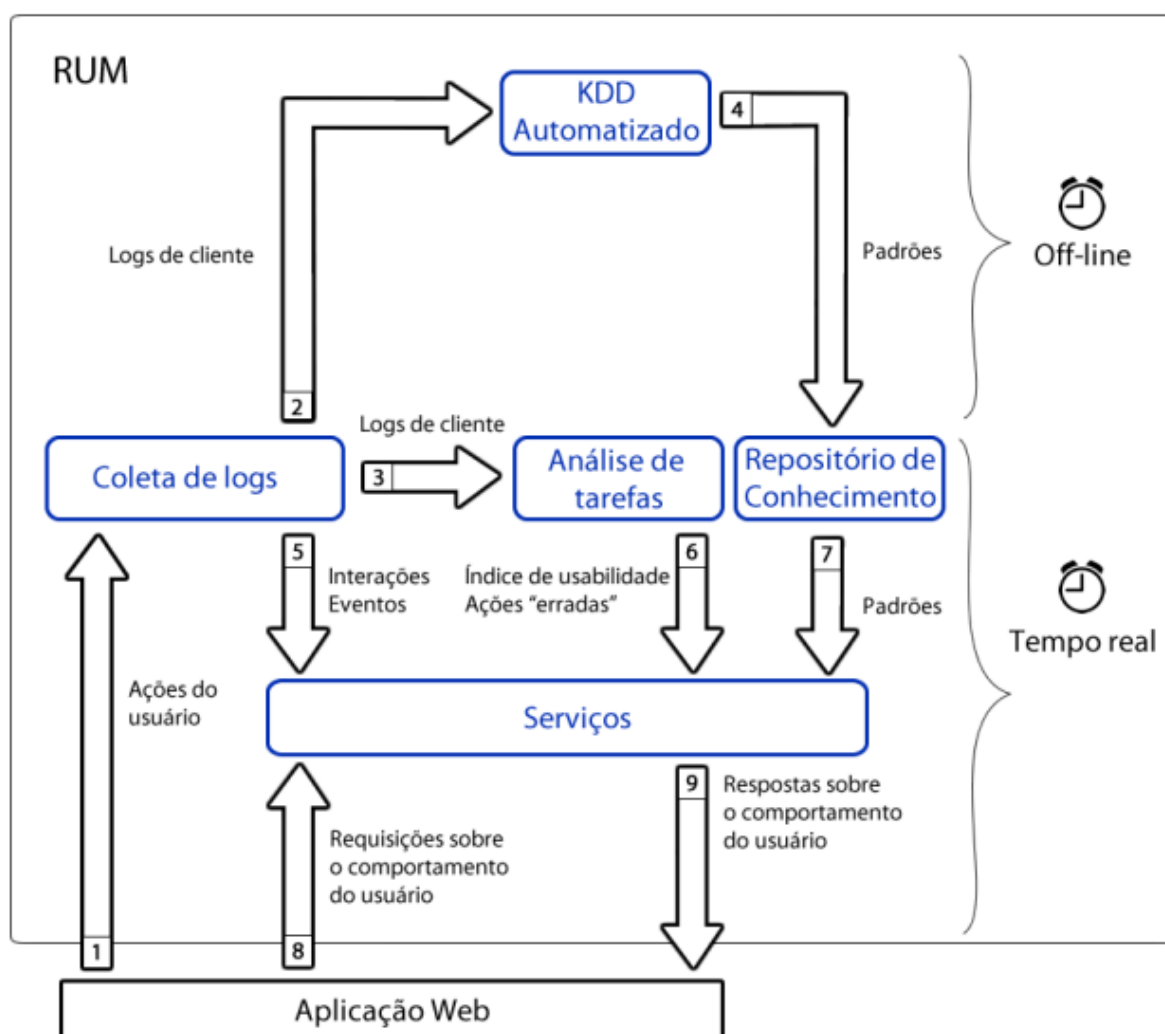 RUM
KDD
Automatizado
4
Logs de cliente
Padrões
Off-line
2
Logs de cliente
3
Coleta de logs
Análise de
tarefas
Repositório de
Conhecimento
5
Interações
Eventos
Índice de usabilidade
Ações "erradas"
6
7
Padrões
Tempo real
Ações do
usuário
Serviços
9
Respostas sobre
o comportamento
do usuário
Requisições sobre
o comportamento
do usuário
1
8
Aplicação Web